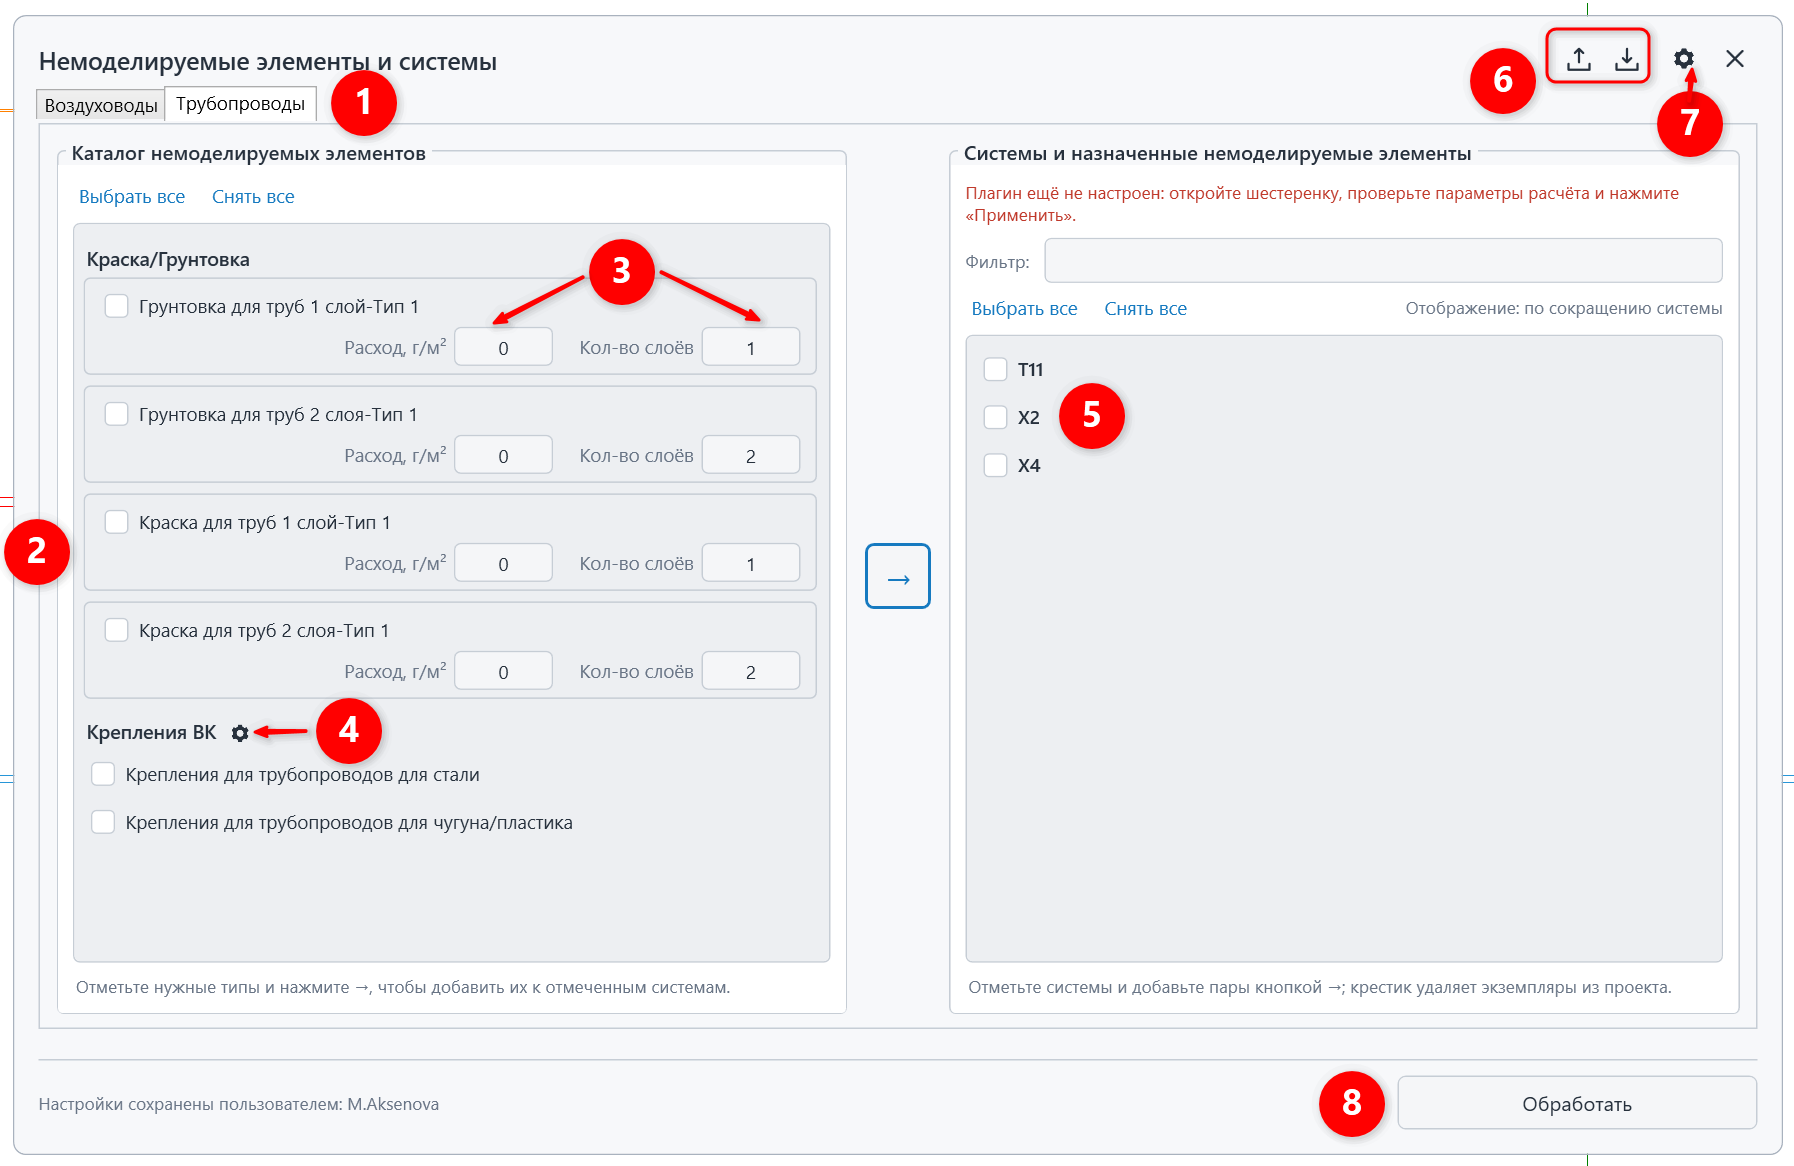 Немоделируемые элементы и системы
6
7
Воздуховоды
Трубопроводы
1
Каталог немоделируемых элементов
Выбрать все
Снять все
Краска/Грунтовка
3
Грунтовка для труб 1 слой-Тип 1
Расход, г/м² 0 Кол-во слоёв 1
Грунтовка для труб 2 слоя-Тип 1
Расход, г/м² 0 Кол-во слоёв 2
2
Краска для труб 1 слой-Тип 1
Расход, г/м² 0 Кол-во слоёв 1
Краска для труб 2 слоя-Тип 1
Расход, г/м² 0 Кол-во слоёв 2
Крепления ВК
4
Крепления для трубопроводов для стали
Крепления для трубопроводов для чугуна/пластика
Отметьте нужные типы и нажмите →, чтобы добавить их к отмеченным системам.
→
Системы и назначенные немоделируемые элементы
Плагин ещё не настроен: откройте шестеренку, проверьте параметры расчёта и нажмите
«Применить».
Фильтр:
Выбрать все
Снять все
Отображение: по сокращению системы
Т11
Х2
5
Х4
Отметьте системы и добавьте пары кнопкой →; крестик удаляет экземпляры из проекта.
Настройки сохранены пользователем: M.Aksenova
8
Обработать